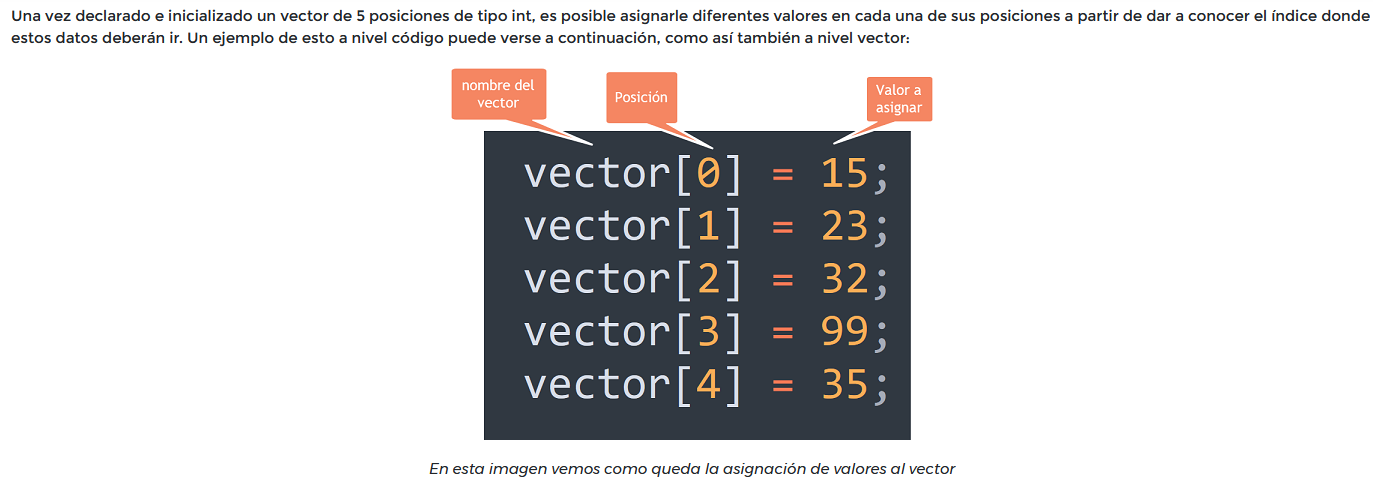 Una vez declarado e inicializado un vector de 5 posiciones de tipo int, es posible asignarle diferentes valores en cada una de sus posiciones a partir de dar a conocer el índice donde
estos datos deberán ir. Un ejemplo de esto a nivel código puede verse a continuación, como así también a nivel vector:
nombre del
vector
Posición
Valor a
asignar
vector[0] = 15;
vector[1] = 23;
vector[2] = 32;
vector[3] = 99;
vector[4] = 35;
En esta imagen vemos como queda la asignación de valores al vector